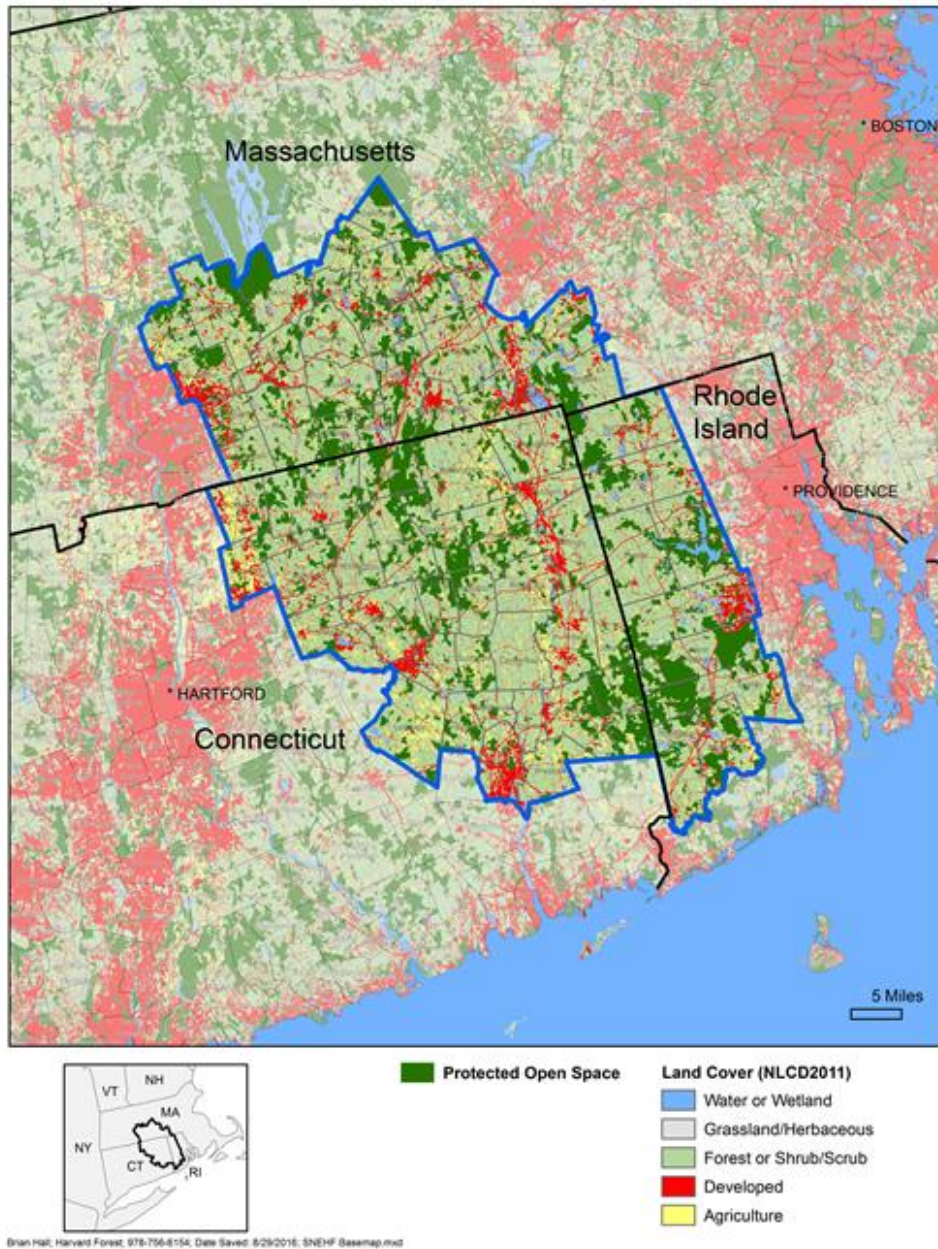 Massachusetts
* BOSTON
Rhode
Island
* PROVIDENCE
* HARTFORD
Connecticut
5 Miles
VT
NH
MA
NY
CT
RI
Protected Open Space
Land Cover (NLCD2011)
Water or Wetland
Grassland/Herbaceous
Forest or Shrub/Scrub
Developed
Agriculture
Brian Hall; Harvard Forest; 978-756-6154; Date Saved: 8/29/2016; SNEHF Basemap.mxd